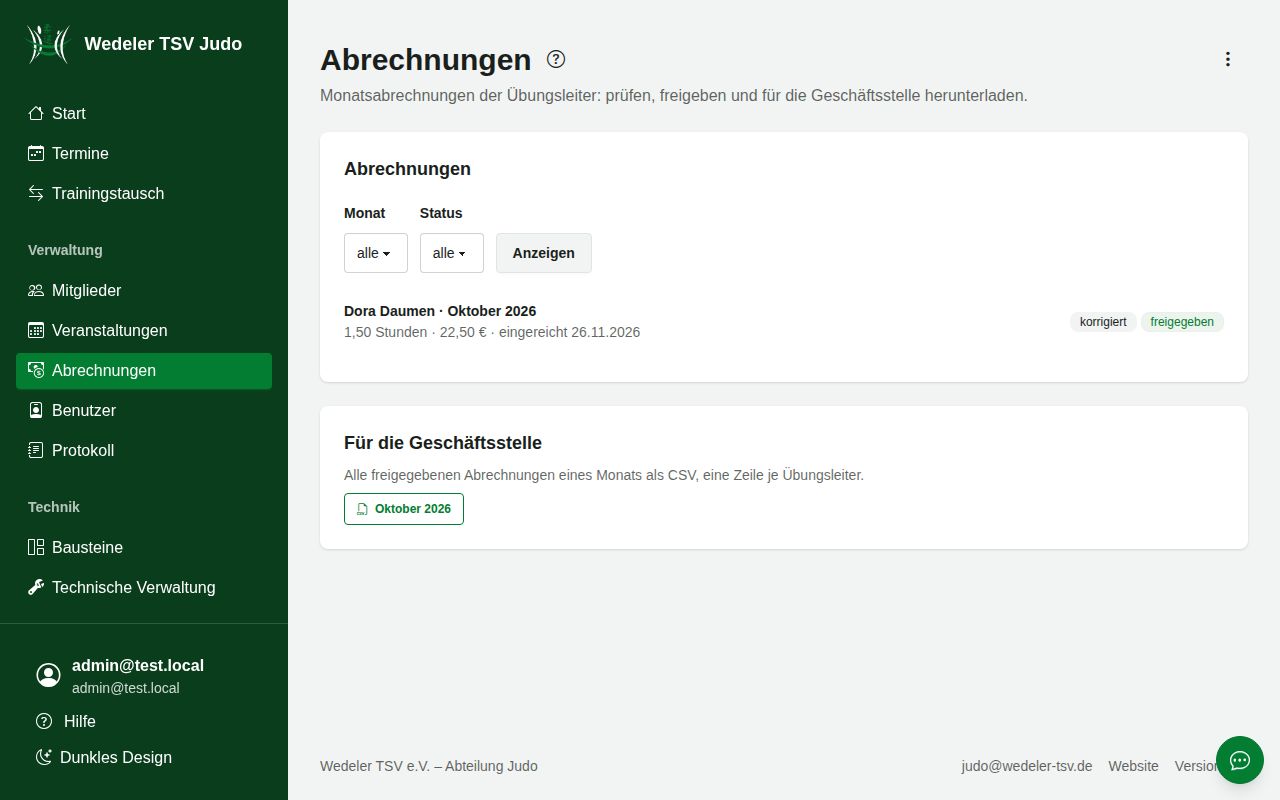 Wedeler TSV Judo
Start
Termine
Trainingstausch
Verwaltung
Mitglieder
Veranstaltungen
Abrechnungen
Benutzer
Protokoll
Technik
Bausteine
Technische Verwaltung
admin@test.local
admin@test.local
Hilfe
Dunkles Design
Abrechnungen
Monatsabrechnungen der Übungsleiter: prüfen, freigeben und für die Geschäftsstelle herunterladen.
Abrechnungen
Monat Status
alle alle Anzeigen
Dora Daumen · Oktober 2026
1,50 Stunden · 22,50 € · eingereicht 26.11.2026
korrigiert freigegeben
Für die Geschäftsstelle
Alle freigegebenen Abrechnungen eines Monats als CSV, eine Zeile je Übungsleiter.
Oktober 2026
Wedeler TSV e.V. – Abteilung Judo
judo@wedeler-tsv.de Website